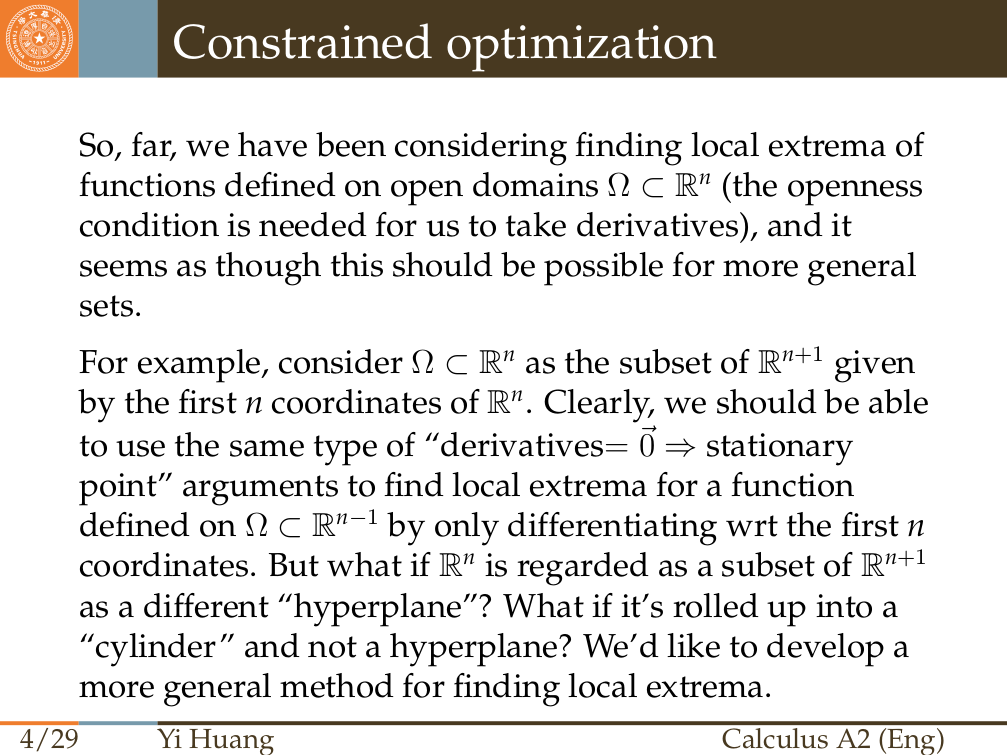 Constrained optimization
So, far, we have been considering finding local extrema of
functions defined on open domains Ω ⊂ ℝⁿ (the openness
condition is needed for us to take derivatives), and it
seems as though this should be possible for more general
sets.
For example, consider Ω ⊂ ℝⁿ as the subset of ℝⁿ⁺¹ given
by the first n coordinates of ℝⁿ. Clearly, we should be able
to use the same type of “derivatives= 0⃗ ⇒ stationary
point” arguments to find local extrema for a function
defined on Ω ⊂ ℝⁿ⁻¹ by only differentiating wrt the first n
coordinates. But what if ℝⁿ is regarded as a subset of ℝⁿ⁺¹
as a different “hyperplane”? What if it’s rolled up into a
“cylinder” and not a hyperplane? We’d like to develop a
more general method for finding local extrema.
4/29 Yi Huang Calculus A2 (Eng)